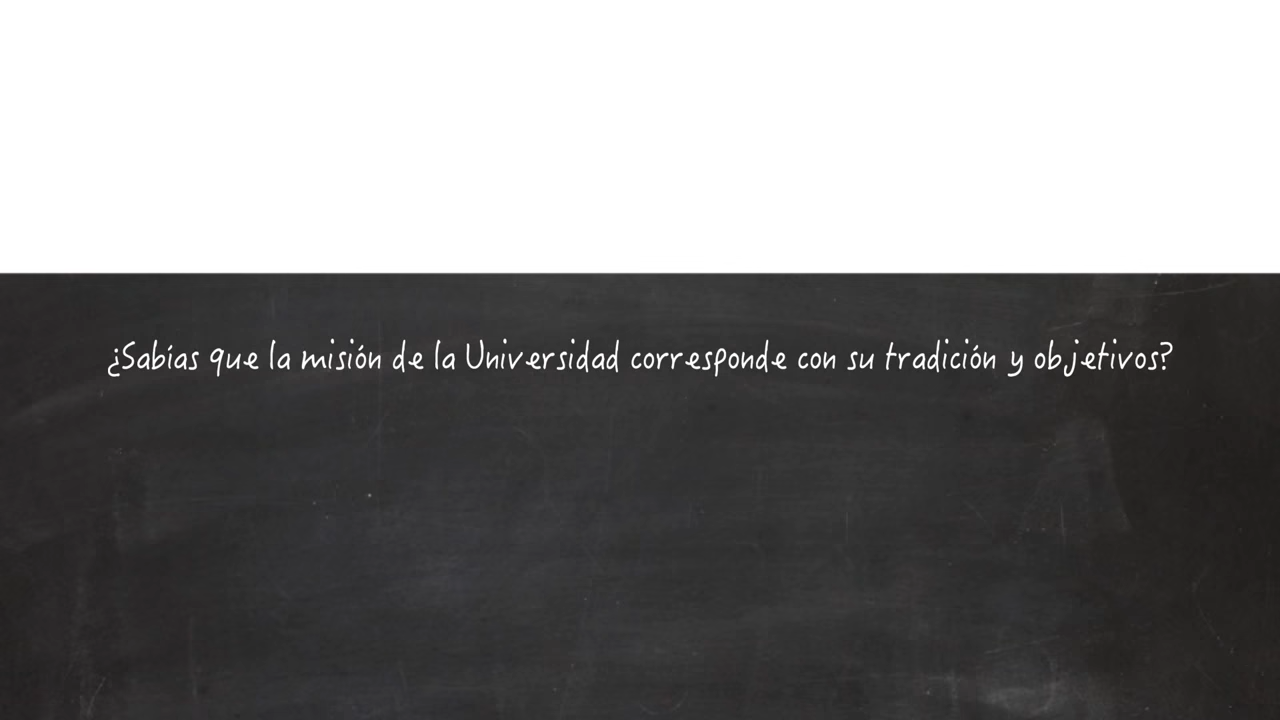 ¿Sabías que la misión de la Universidad corresponde con su tradición y objetivos?